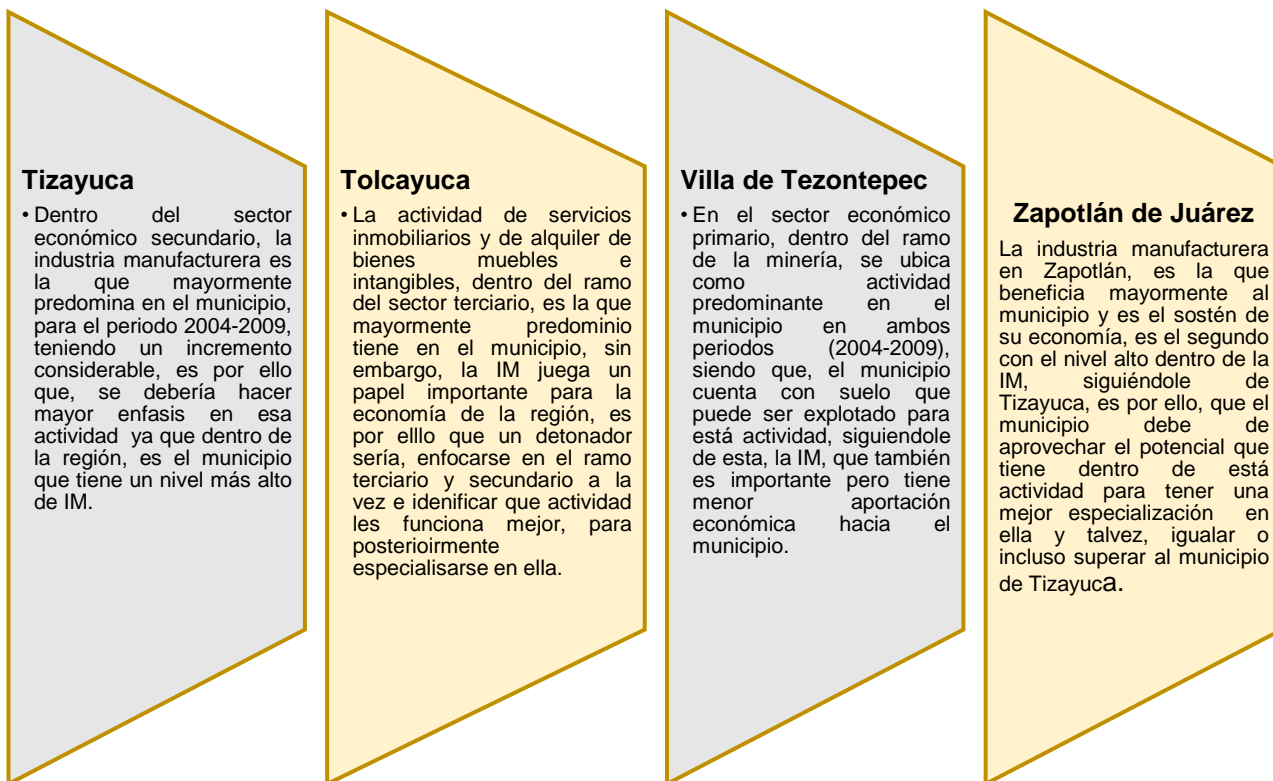 Tizayuca
• Dentro del sector
económico secundario, la
industria manufacturera es
la que mayormente
predomina en el municipio,
para el periodo 2004-2009,
teniendo un incremento
considerable, es por ello
que, se debería hacer
mayor enfasis en esa
actividad ya que dentro de
la región, es el municipio
que tiene un nivel más alto
de IM.
Tolcayuca
• La actividad de servicios
inmobiliarios y de alquiler de
bienes muebles e
intangibles, dentro del ramo
del sector terciario, es la que
mayormente predominio
tiene en el municipio, sin
embargo, la IM juega un
papel importante para la
economía de la región, es
por elllo que un detonador
sería, enfocarse en el ramo
terciario y secundario a la
vez e idenificar que actividad
les funciona mejor, para
posterioirmente
especialisarse en ella.
Villa de Tezontepec
• En el sector económico
primario, dentro del ramo
de la minería, se ubica
como actividad
predominante en el
municipio en ambos
periodos (2004-2009),
siendo que, el municipio
cuenta con suelo que
puede ser explotado para
está actividad, siguiendole
de esta, la IM, que también
es importante pero tiene
menor aportación
económica hacia el
municipio.
Zapotlán de Juárez
La industria manufacturera
en Zapotlán, es la que
beneficia mayormente al
municipio y es el sostén de
su economía, es el segundo
con el nivel alto dentro de la
IM, siguiéndole de
Tizayuca, es por ello, que el
municipio debe de
aprovechar el potencial que
tiene dentro de está
actividad para tener una
mejor especialización en
ella y talvez, igualar o
incluso superar al municipio
de Tizayuca.